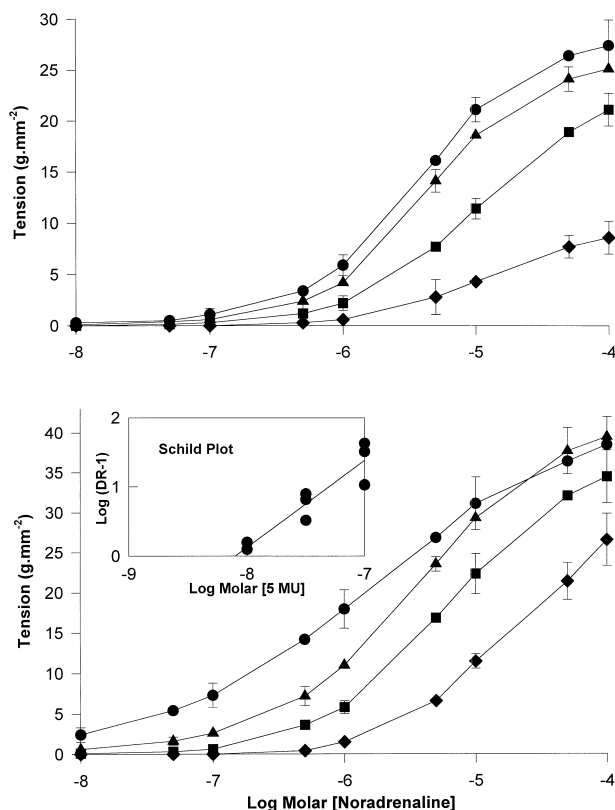 30
25
20
15
10
5
0
Tension (g.mm-2)
-8 -7 -6 -5 -4
40
35
30
25
20
15
10
5
0
Tension (g.mm-2)
2
1
0
Log (DR-1)
Schild Plot
-9 -8 -7
Log Molar [5 MU]
-8 -7 -6 -5 -4
Log Molar [Noradrenaline]